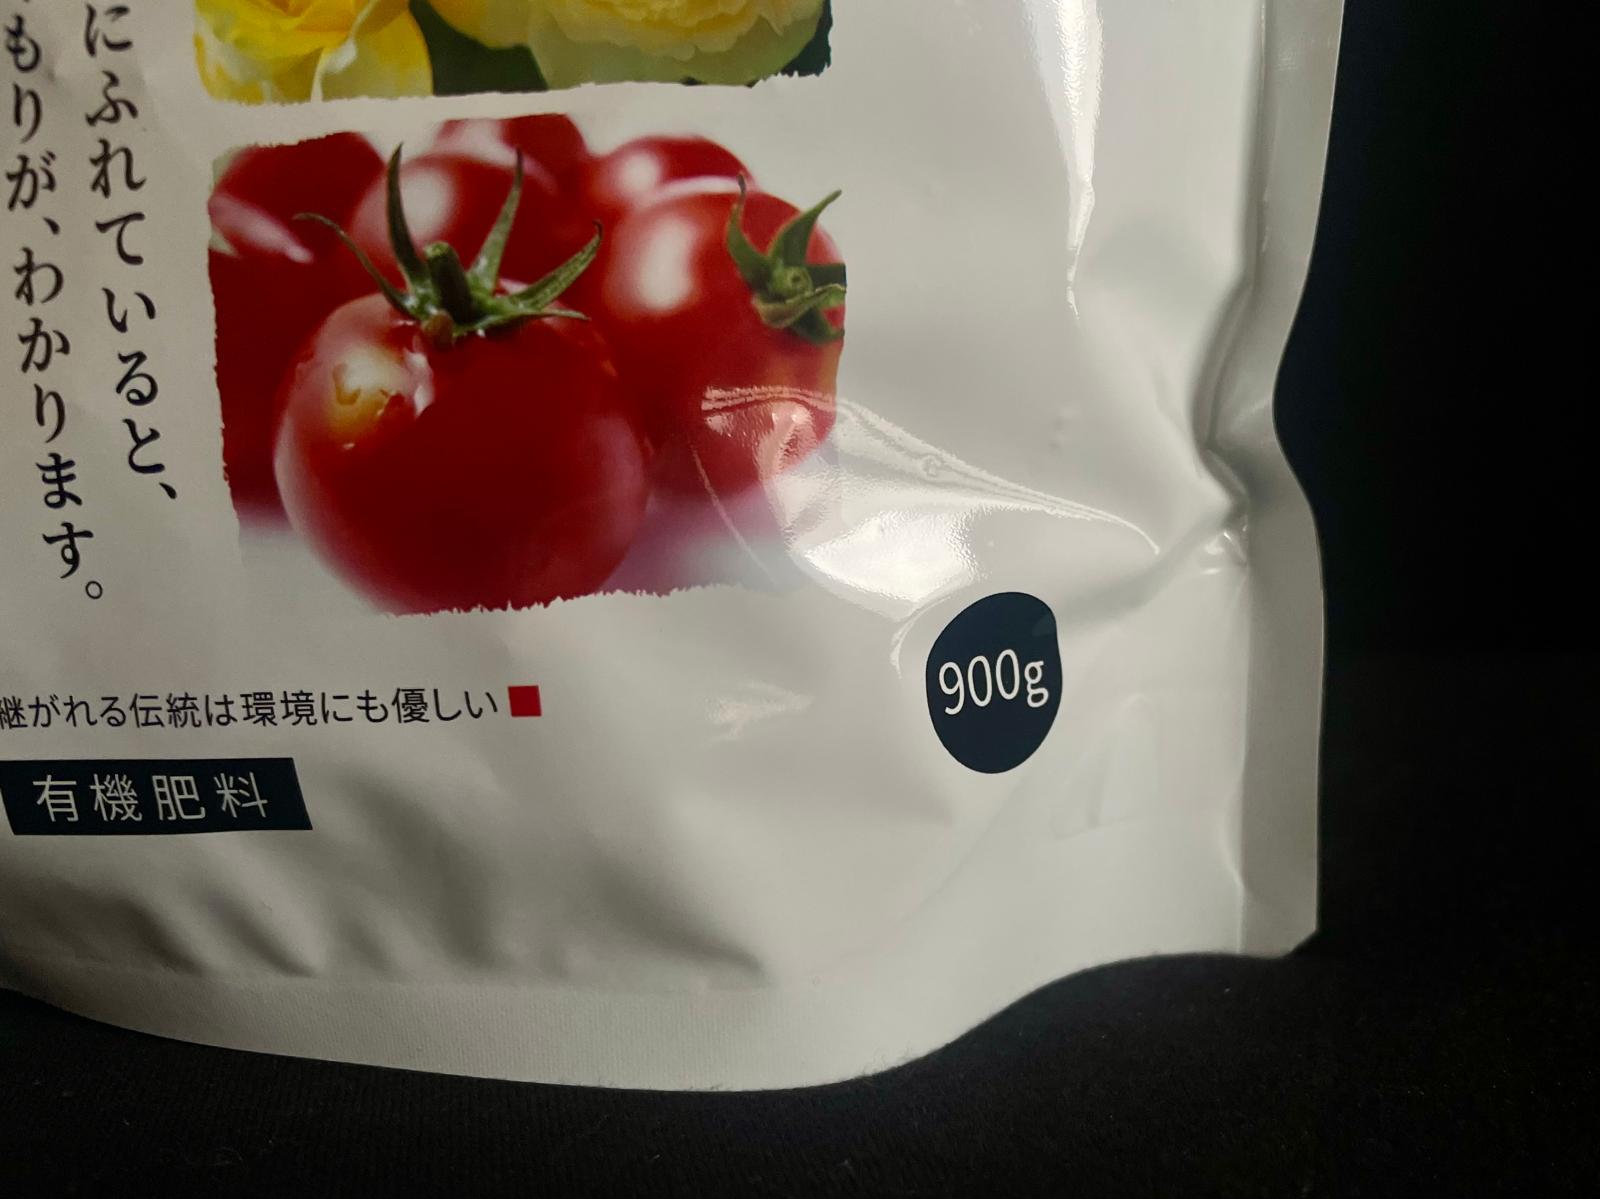 にふれていると、
もりが、わかります。
継がれる伝統は環境にも優しい
有機肥料
900g